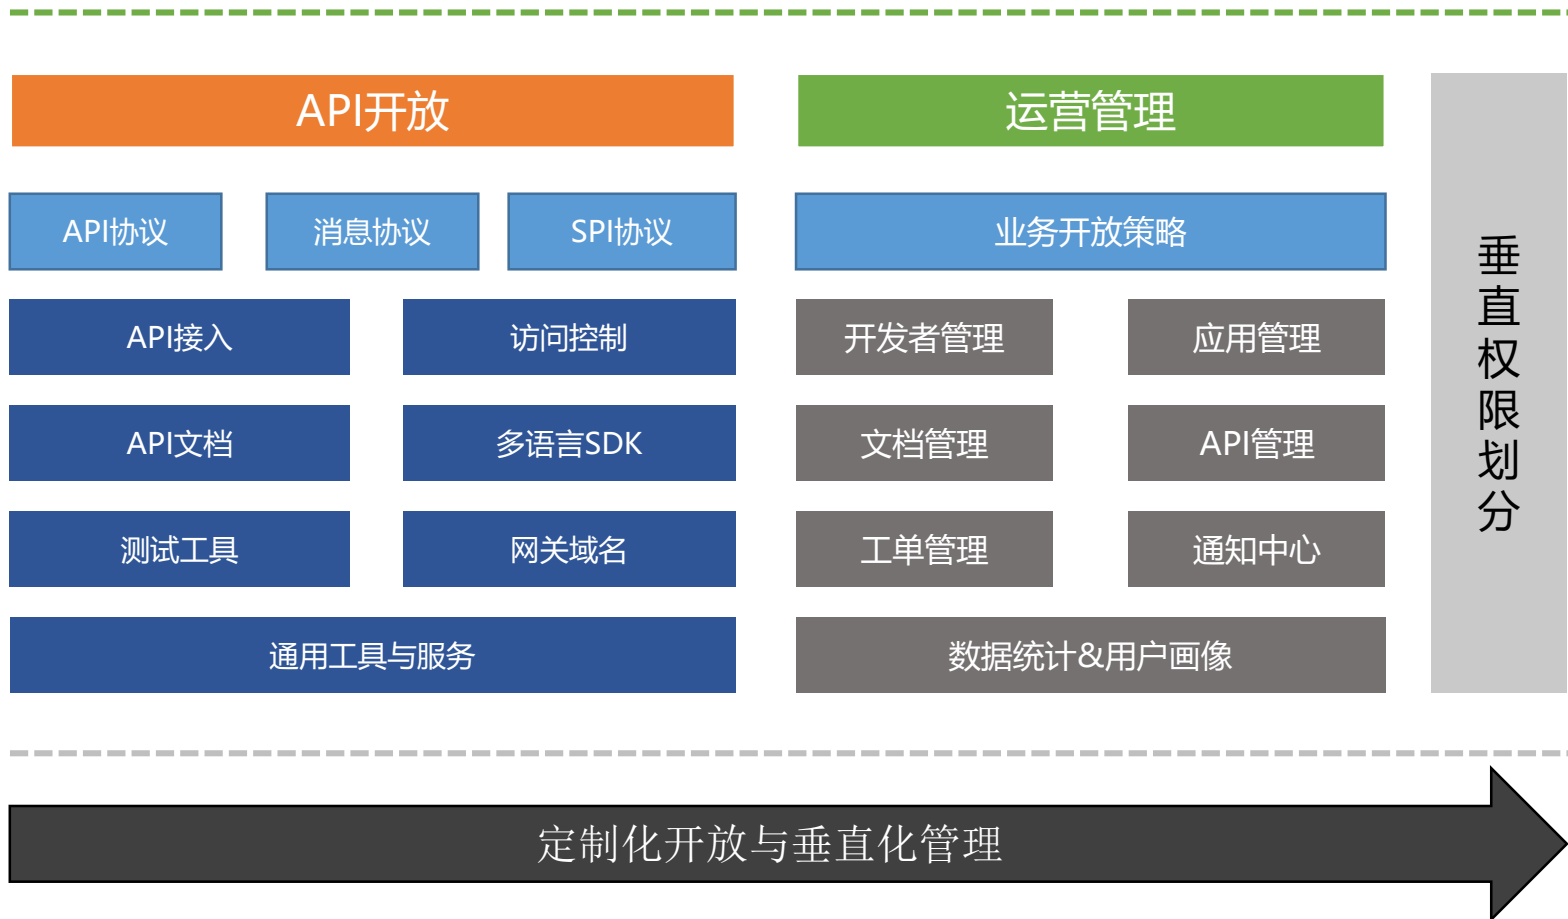 API开放
API协议
消息协议
SPI协议
API接入
访问控制
API文档
多语言SDK
测试工具
网关域名
通用工具与服务
运营管理
业务开放策略
开发者管理
应用管理
文档管理
API管理
工单管理
通知中心
数据统计&用户画像
垂直权限划分
定制化开放与垂直化管理